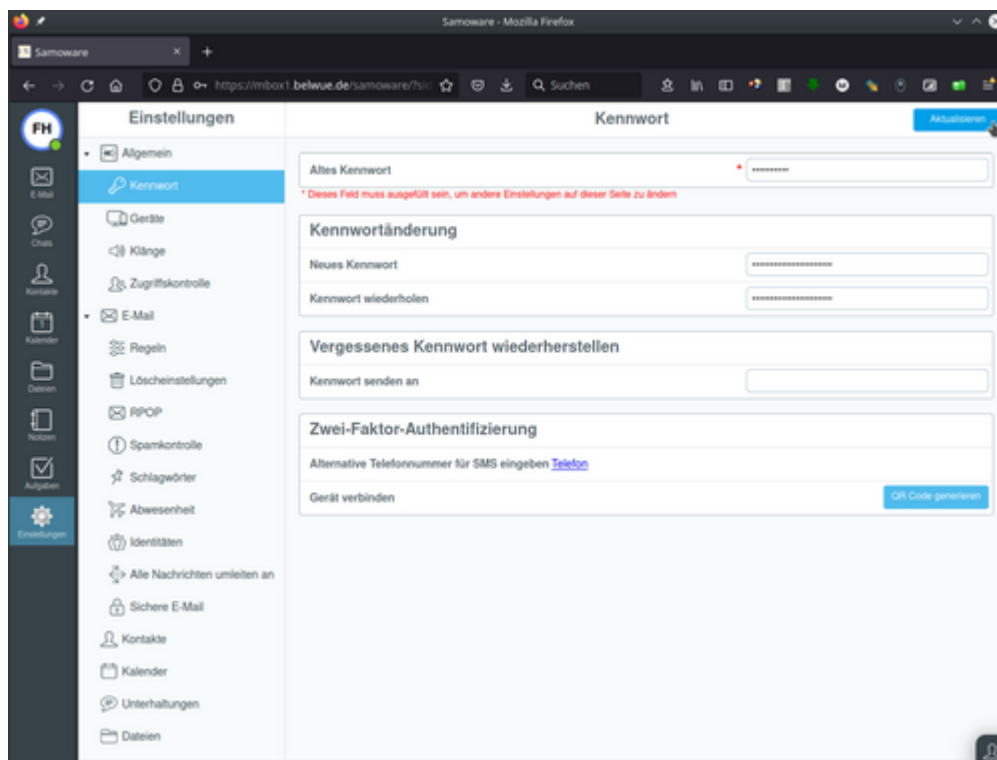 Samoware - Mozilla Firefox
Samoware
https://mbox1.belwue.de/samoware/?si
Suchen
FH
E-Mail
Chats
Kontakte
Kalender
Dateien
Notizen
Aufgaben
Einstellungen
Einstellungen
Allgemein
Kennwort
Geräte
Klänge
Zugriffskontrolle
E-Mail
Regeln
Löscheinstellungen
RPOP
Spamkontrolle
Schlagwörter
Abwesenheit
Identitäten
Alle Nachrichten umleiten an
Sichere E-Mail
Kontakte
Kalender
Unterhaltungen
Dateien
Kennwort
Aktualisieren
Altes Kennwort *
* Dieses Feld muss ausgefüllt sein, um andere Einstellungen auf dieser Seite zu ändern
Kennwortänderung
Neues Kennwort
Kennwort wiederholen
Vergessenes Kennwort wiederherstellen
Kennwort senden an
Zwei-Faktor-Authentifizierung
Alternative Telefonnummer für SMS eingeben Telefon
Gerät verbinden
QR Code generieren